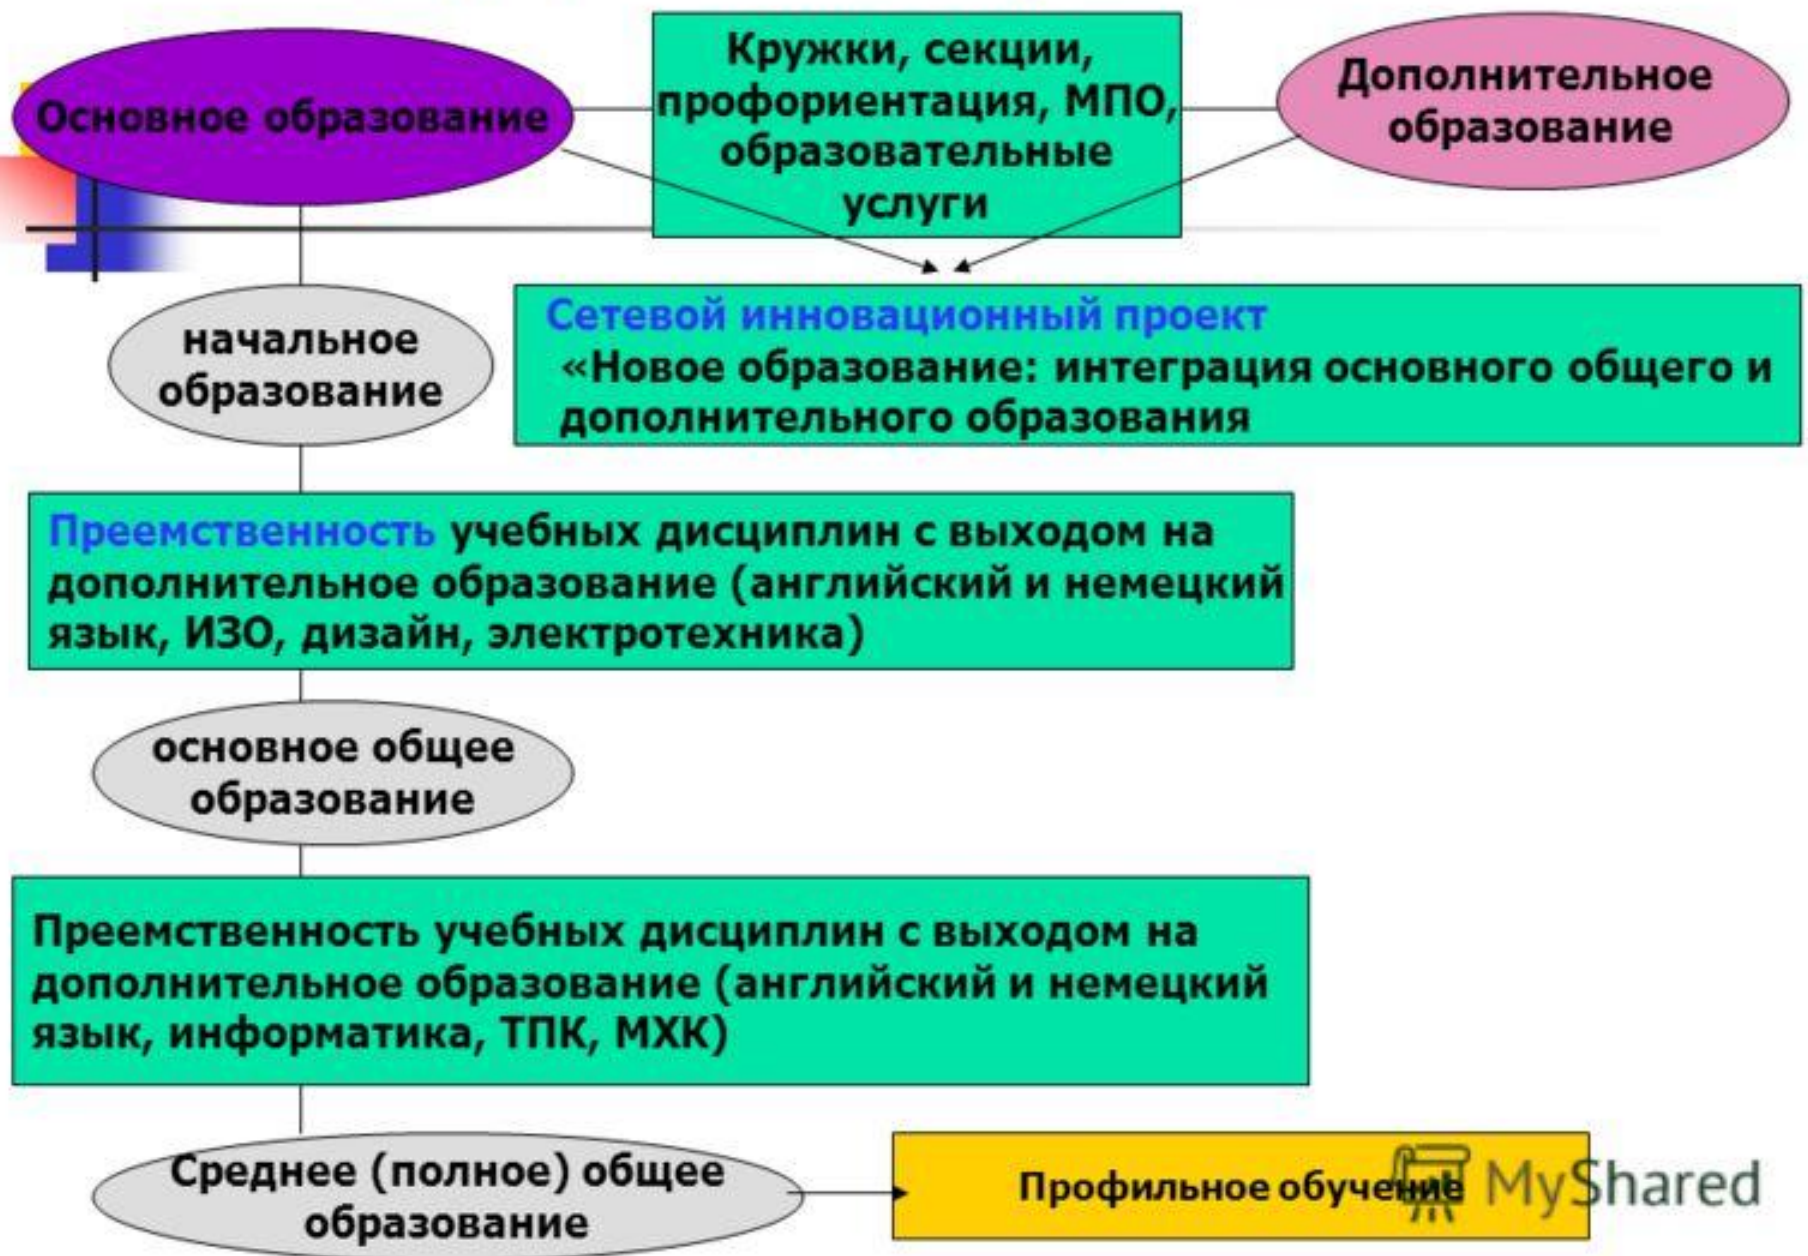 Основное образование
Кружки, секции,
профориентация, МПО,
образовательные
услуги
Дополнительное
образование
начальное
образование
Сетевой инновационный проект
«Новое образование: интеграция основного общего и
дополнительного образования
Преемственность учебных дисциплин с выходом на
дополнительное образование (английский и немецкий
язык, ИЗО, дизайн, электротехника)
основное общее
образование
Преемственность учебных дисциплин с выходом на
дополнительное образование (английский и немецкий
язык, информатика, ТПК, МХК)
Среднее (полное) общее
образование
Профильное обучение
MyShared